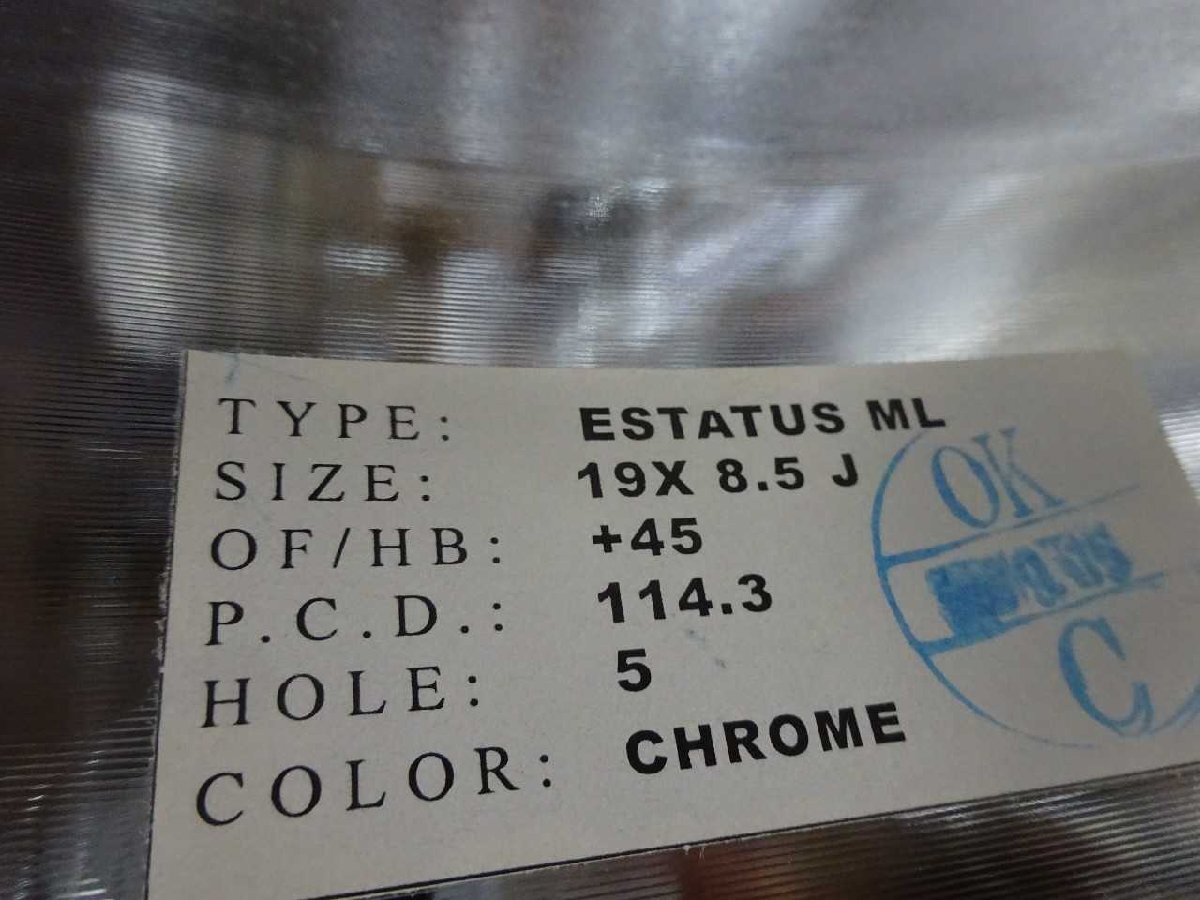 TYPE: ESTATUS ML
SIZE: 19X 8.5 J
OF/HB: +45
P.C.D.: 114.3
HOLE: 5
COLOR: CHROME
OK
C